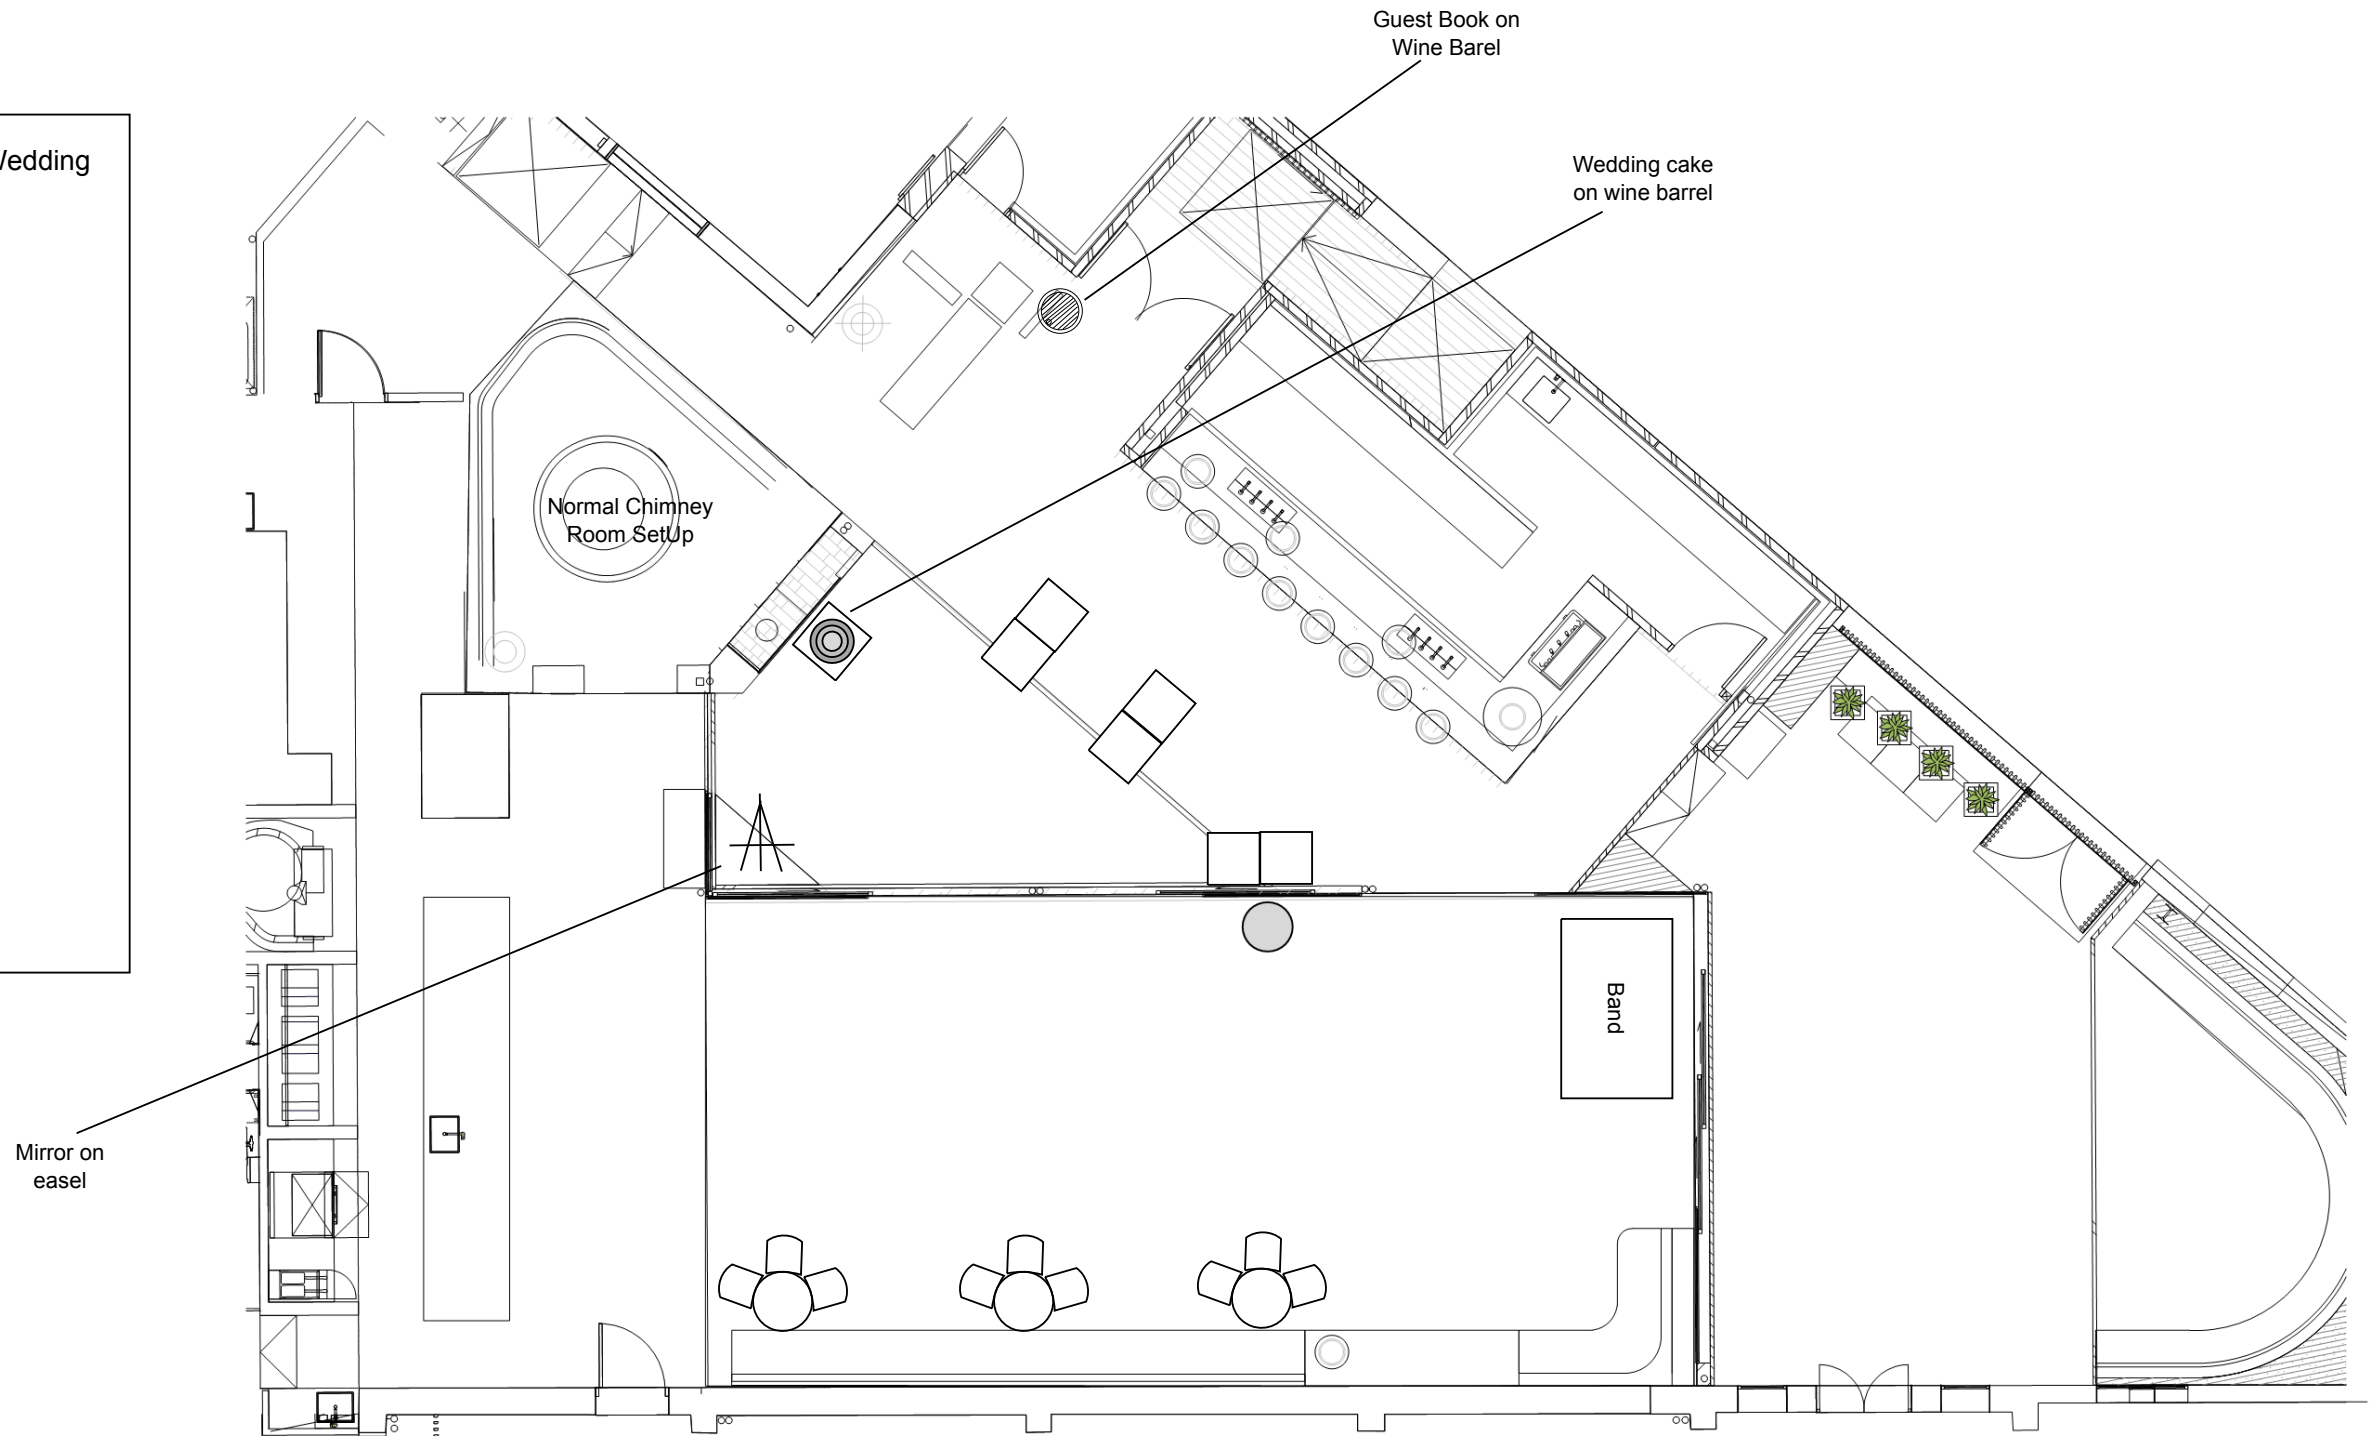 Guest Book on
Wine Barel
Wedding
Wedding cake
on wine barrel
Normal Chimney
Room SetUp
Band
Mirror on
easel